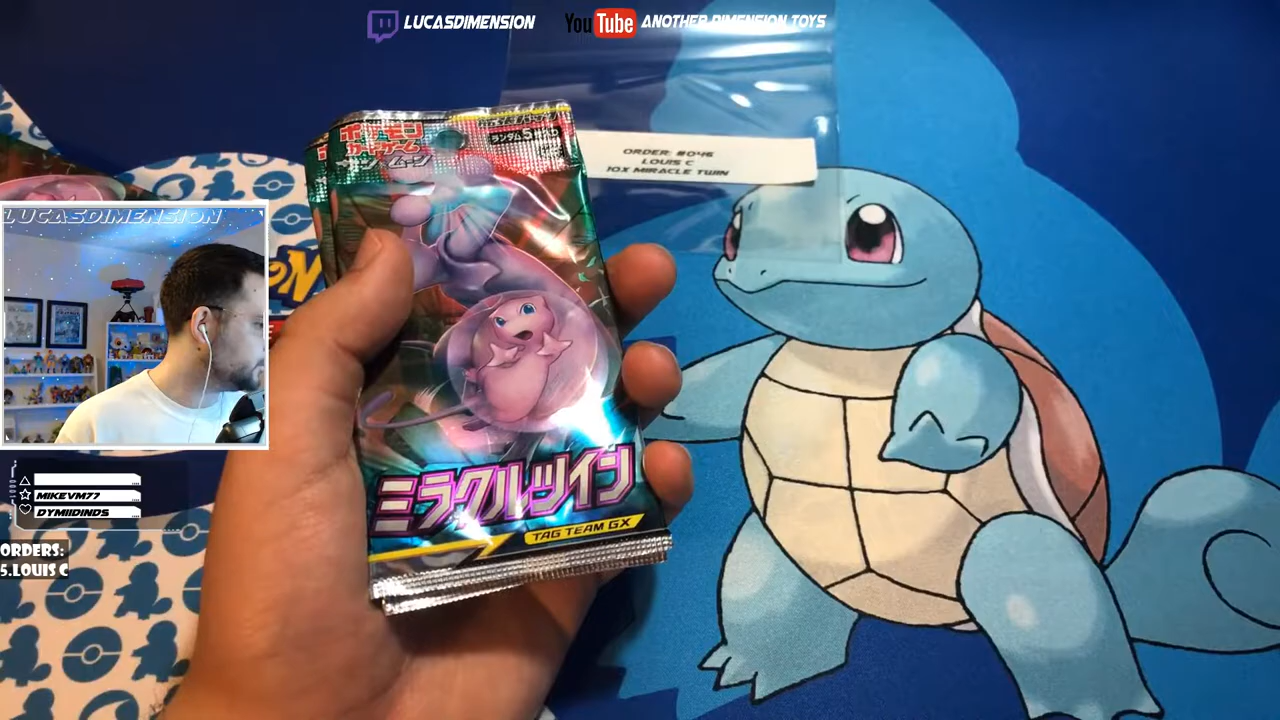 LUCASDIMENSION
YouTube ANOTHER DIMENSION TOYS
ポケモン
カードゲーム
サン ムーン
ランダム5枚入り
ORDER: #046
LOUIS C
10X MIRACLE TWIN
LUCASDIMENSION
ミラクルツイン
TAG TEAM GX
MIKEVM77
DYMIIDINDS
ORDERS:
5.LOUIS C